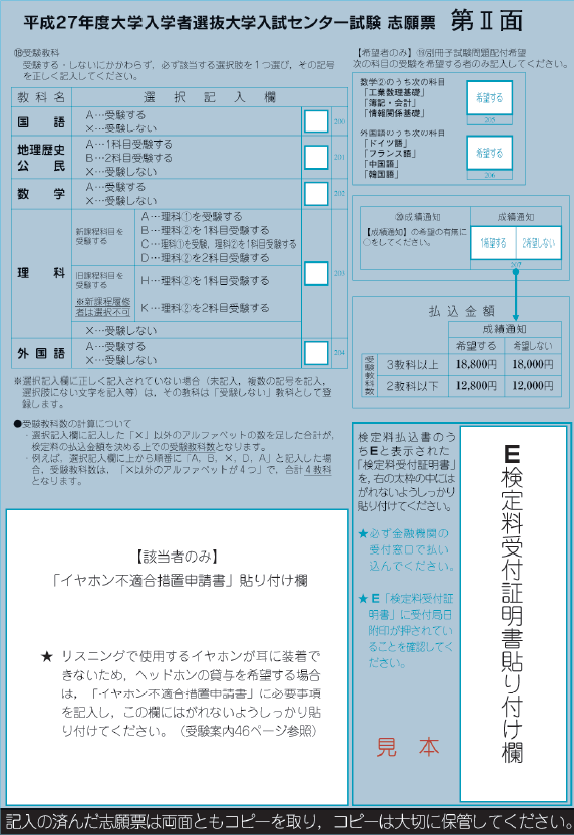 平成27年度大学入学者選抜大学入試センター試験 志願票 第Ⅱ面
⑱受験教科
受験する・しないにかかわらず，必ず該当する選択肢を1つ選び，その記号
を正しく記入してください。
教科名 選択記入欄
国語
A…受験する
×…受験しない
200
地理歴史
公民
A…1科目受験する
B…2科目受験する
×…受験しない
201
数学
A…受験する
×…受験しない
202
理科
新課程科目を
受験する
A…理科①を受験する
B…理科②を1科目受験する
C…理科①を受験，理科②を1科目受験する
D…理科②を2科目受験する
旧課程科目を
受験する
※新課程履修
者は選択不可
H…理科②を1科目受験する
K…理科②を2科目受験する
×…受験しない
203
外国語
A…受験する
×…受験しない
204
※選択記入欄に正しく記入されていない場合（未記入，複数の記号を記入，
選択肢にない文字を記入等）は，その教科は「受験しない」教科として登
録します。
●受験教科数の計算について
・選択記入欄に記入した「×」以外のアルファベットの数を足した合計が，
検定料の払込金額を決める上での受験教科数となります。
・例えば，選択記入欄に上から順番に「A，B，×，D，A」と記入した場
合，受験教科数は，「×以外のアルファベットが4つ」で，合計4教科
となります。
【希望者のみ】⑲別冊子試験問題配付希望
次の科目の受験を希望する者のみ記入してください。
数学②のうち次の科目
「工業数理基礎」
「簿記・会計」
「情報関係基礎」
希望する
205
外国語のうち次の科目
「ドイツ語」
「フランス語」
「中国語」
「韓国語」
希望する
206
⑳成績通知
【成績通知】の希望の有無に
○をしてください。
成績通知
1希望する 2希望しない
207
払込金額
成績通知
希望する 希望しない
受験教科数
3教科以上 18,800円 18,000円
2教科以下 12,800円 12,000円
【該当者のみ】
「イヤホン不適合措置申請書」貼り付け欄
★ リスニングで使用するイヤホンが耳に装着で
きないため，ヘッドホンの貸与を希望する場合
は，「イヤホン不適合措置申請書」に必要事項
を記入し，この欄にはがれないようしっかり貼
り付けてください。（受験案内46ページ参照）
検定料払込書のう
ちEと表示された
「検定料受付証明書」
を，右の太枠の中には
がれないようしっかり
貼り付けてください。
★必ず金融機関の
受付窓口で払い
込んでください。
★E「検定料受付証
明書」に受付局日
附印が押されてい
ることを確認してく
ださい。
見本
E検定料受付証明書貼り付け欄
記入の済んだ志願票は両面ともコピーを取り，コピーは大切に保管してください。